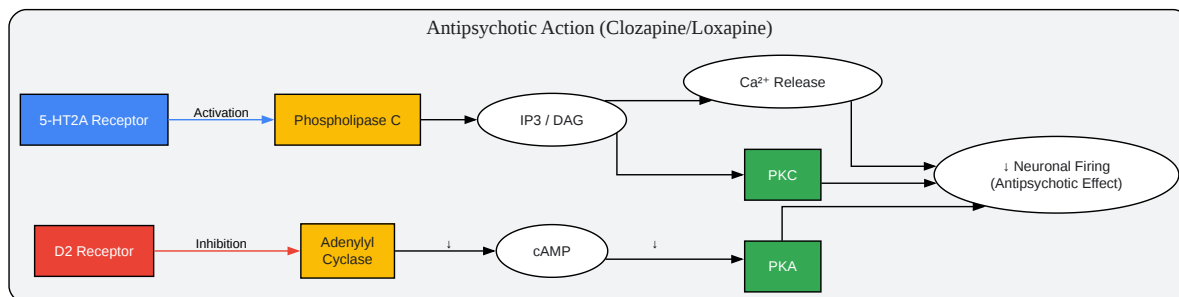 Antipsychotic Action (Clozapine/Loxapine)
5-HT2A Receptor
Activation
Phospholipase C
IP3 / DAG
Ca²⁺ Release
PKC
↓ Neuronal Firing
(Antipsychotic Effect)
D2 Receptor
Inhibition
Adenylyl
Cyclase
↓
cAMP
↓
PKA